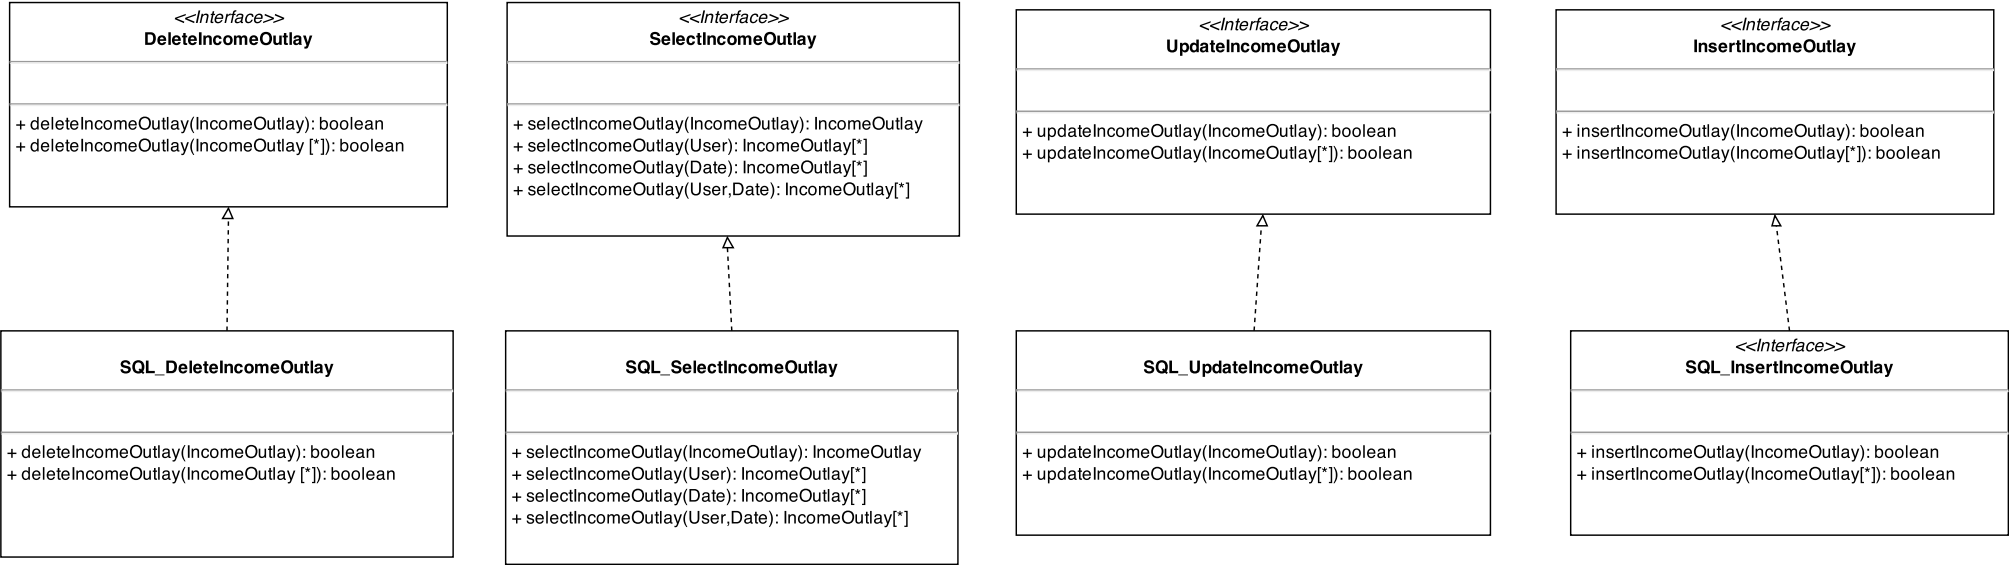 <<Interface>>
DeleteIncomeOutlay
+ deleteIncomeOutlay(IncomeOutlay): boolean
+ deleteIncomeOutlay(IncomeOutlay [*]): boolean
<<Interface>>
SelectIncomeOutlay
+ selectIncomeOutlay(IncomeOutlay): IncomeOutlay
+ selectIncomeOutlay(User): IncomeOutlay[*]
+ selectIncomeOutlay(Date): IncomeOutlay[*]
+ selectIncomeOutlay(User,Date): IncomeOutlay[*]
<<Interface>>
UpdateIncomeOutlay
+ updateIncomeOutlay(IncomeOutlay): boolean
+ updateIncomeOutlay(IncomeOutlay[*]): boolean
<<Interface>>
InsertIncomeOutlay
+ insertIncomeOutlay(IncomeOutlay): boolean
+ insertIncomeOutlay(IncomeOutlay[*]): boolean
SQL_DeleteIncomeOutlay
+ deleteIncomeOutlay(IncomeOutlay): boolean
+ deleteIncomeOutlay(IncomeOutlay [*]): boolean
SQL_SelectIncomeOutlay
+ selectIncomeOutlay(IncomeOutlay): IncomeOutlay
+ selectIncomeOutlay(User): IncomeOutlay[*]
+ selectIncomeOutlay(Date): IncomeOutlay[*]
+ selectIncomeOutlay(User,Date): IncomeOutlay[*]
SQL_UpdateIncomeOutlay
+ updateIncomeOutlay(IncomeOutlay): boolean
+ updateIncomeOutlay(IncomeOutlay[*]): boolean
<<Interface>>
SQL_InsertIncomeOutlay
+ insertIncomeOutlay(IncomeOutlay): boolean
+ insertIncomeOutlay(IncomeOutlay[*]): boolean